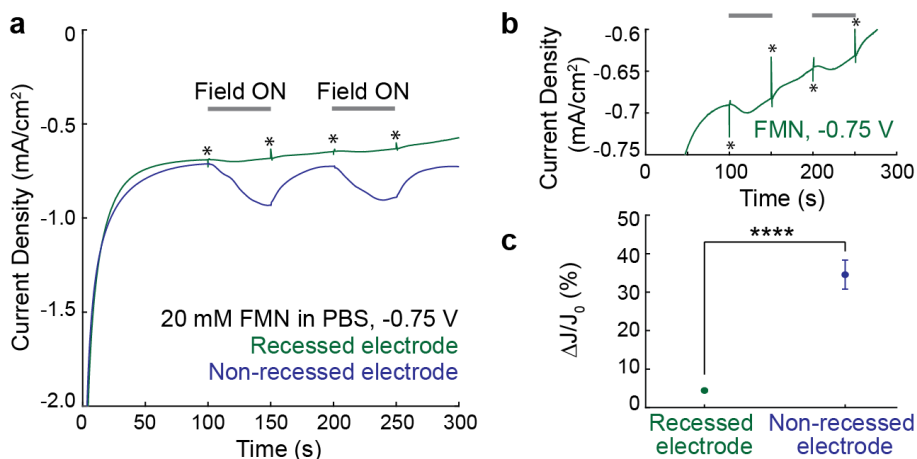 a
0
-0.5
-1.0
-1.5
-2.0
Current Density (mA/cm²)
Field ON Field ON
* * * *
20 mM FMN in PBS, -0.75 V
Recessed electrode
Non-recessed electrode
0 50 100 150 200 250 300
Time (s)
b
-0.6
-0.65
-0.7
-0.75
Current Density
(mA/cm²)
* * * *
FMN, -0.75 V
0 50 100 150 200 250 300
Time (s)
c
50
40
30
20
10
0
ΔJ/J₀ (%)
****
Recessed
electrode
Non-recessed
electrode